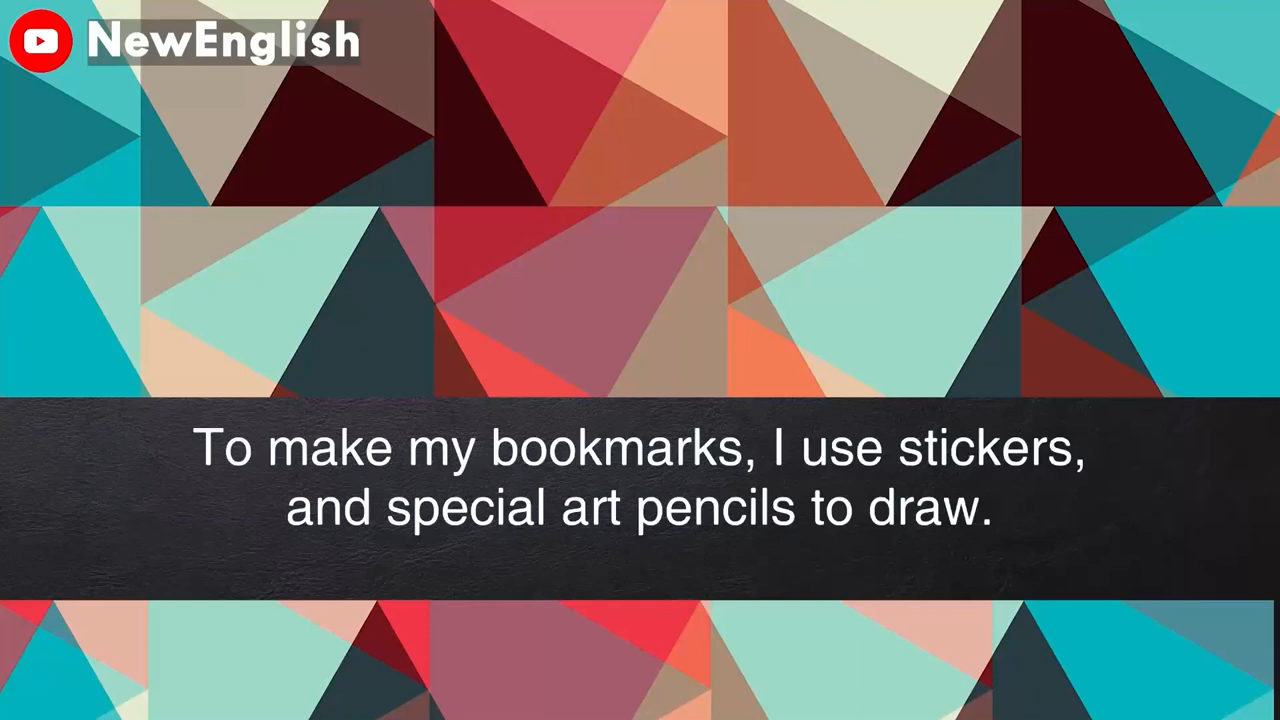 NewEnglish
To make my bookmarks, I use stickers,
and special art pencils to draw.